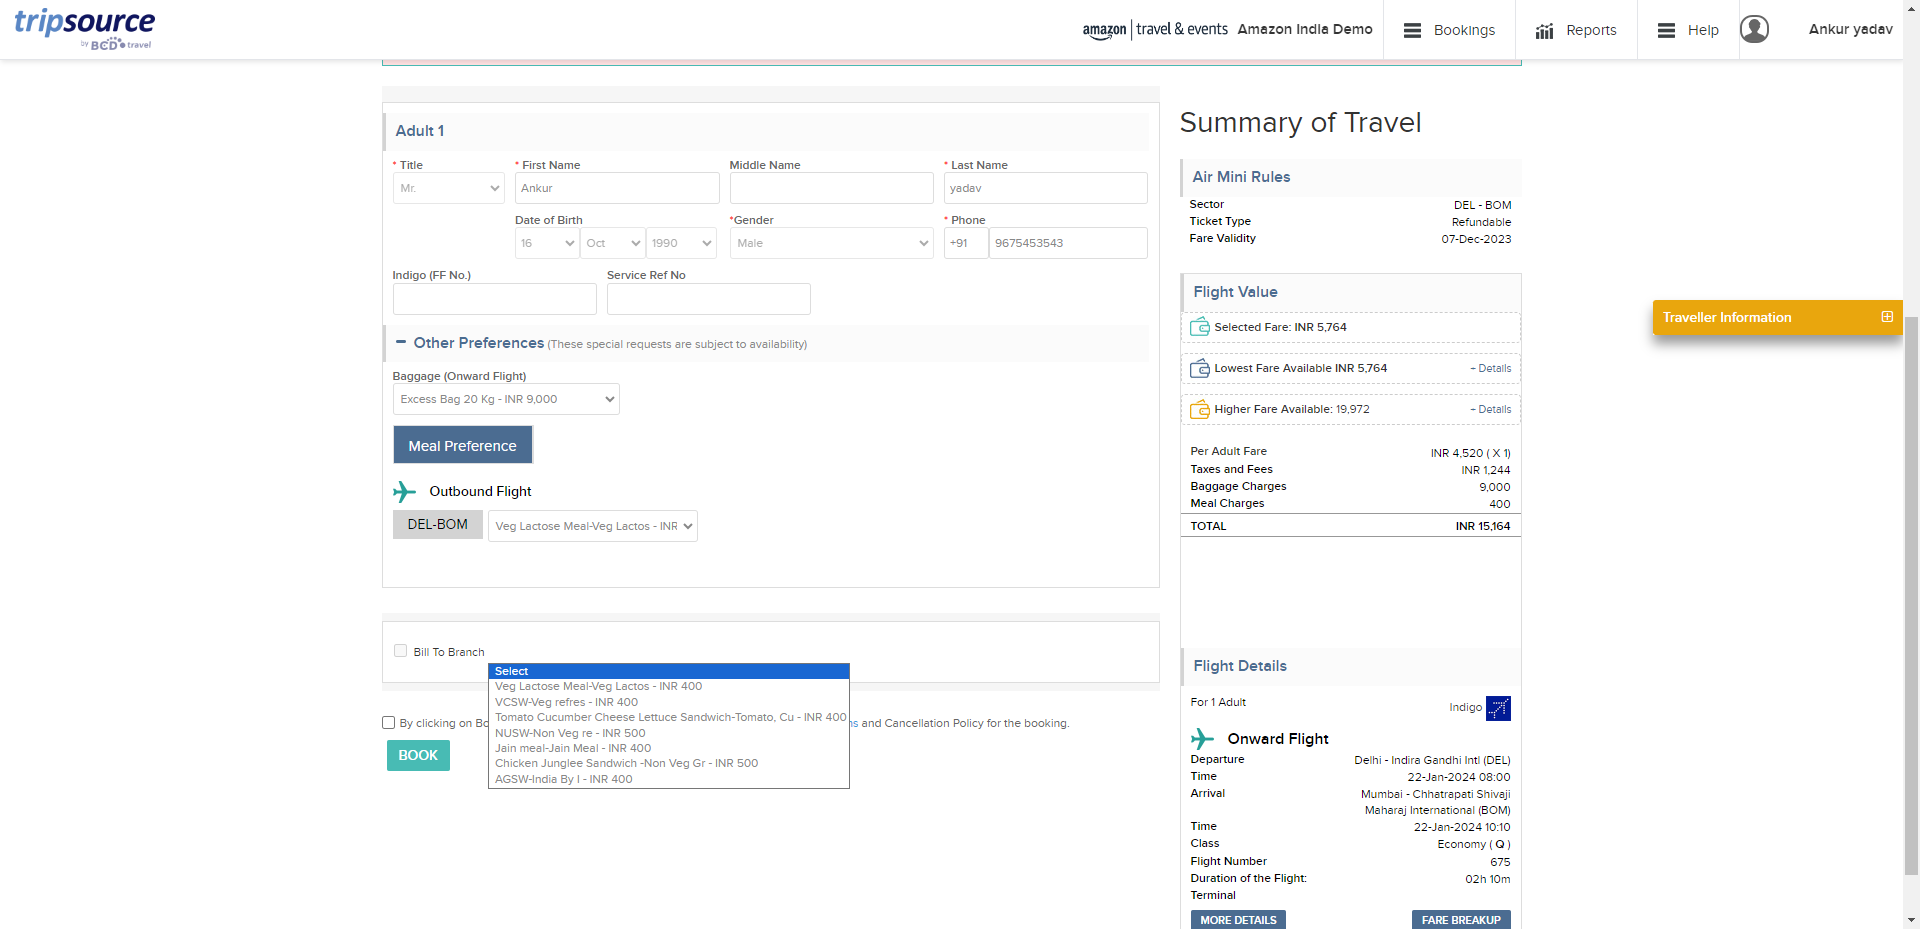 tripsource
by BCD travel
amazon travel & events
Amazon India Demo
Bookings
Reports
Help
Ankur yadav
Adult 1
* Title
* First Name
Middle Name
* Last Name
Mr.
Ankur
yadav
Date of Birth
*Gender
* Phone
16
Oct
1990
Male
+91
9675453543
Indigo (FF No.)
Service Ref No
Other Preferences (These special requests are subject to availability)
Baggage (Onward Flight)
Excess Bag 20 Kg - INR 9,000
Meal Preference
Outbound Flight
DEL-BOM
Veg Lactose Meal-Veg Lactos - INR
Bill To Branch
Select
Veg Lactose Meal-Veg Lactos - INR 400
VCSW-Veg refres - INR 400
Tomato Cucumber Cheese Lettuce Sandwich-Tomato, Cu - INR 400
NUSW-Non Veg re - INR 500
Jain meal-Jain Meal - INR 400
Chicken Junglee Sandwich -Non Veg Gr - INR 500
AGSW-India By I - INR 400
By clicking on Bo
and Cancellation Policy for the booking.
BOOK
Summary of Travel
Air Mini Rules
Sector DEL - BOM
Ticket Type Refundable
Fare Validity 07-Dec-2023
Flight Value
Selected Fare: INR 5,764
Lowest Fare Available INR 5,764 + Details
Higher Fare Available: 19,972 + Details
Per Adult Fare INR 4,520 ( X 1)
Taxes and Fees INR 1,244
Baggage Charges 9,000
Meal Charges 400
TOTAL INR 15,164
Traveller Information
Flight Details
For 1 Adult Indigo
Onward Flight
Departure Delhi - Indira Gandhi Intl (DEL)
Time 22-Jan-2024 08:00
Arrival Mumbai - Chhatrapati Shivaji
Maharaj International (BOM)
Time 22-Jan-2024 10:10
Class Economy ( Q )
Flight Number 675
Duration of the Flight: 02h 10m
Terminal
MORE DETAILS FARE BREAKUP